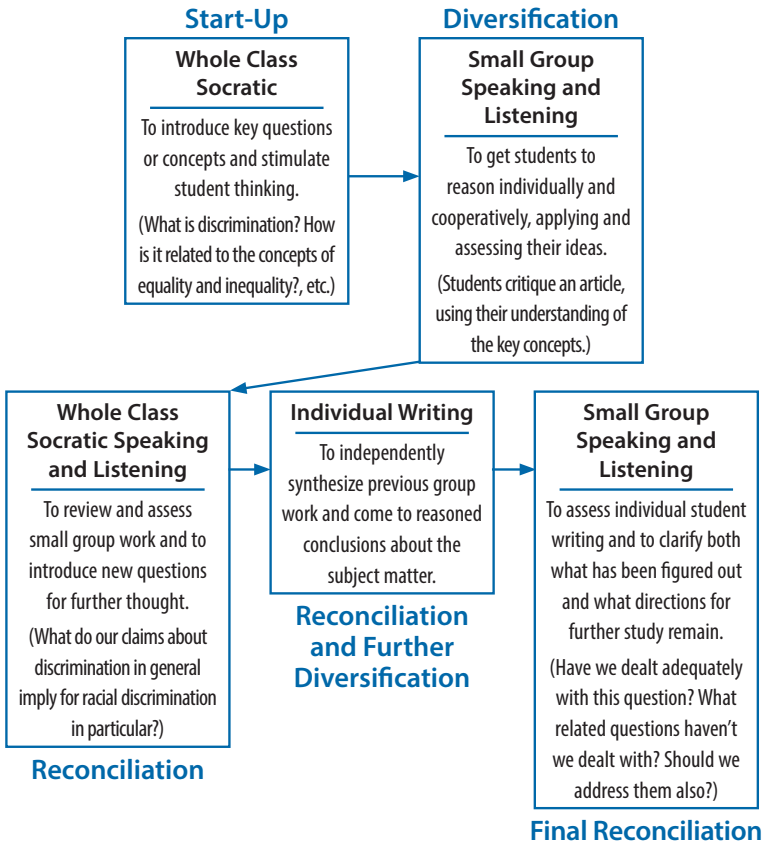 Start-Up
Whole Class
Socratic
To introduce key questions
or concepts and stimulate
student thinking.
(What is discrimination? How
is it related to the concepts of
equality and inequality?, etc.)
Diversification
Small Group
Speaking and
Listening
To get students to
reason individually and
cooperatively, applying and
assessing their ideas.
(Students critique an article,
using their understanding of
the key concepts.)
Whole Class
Socratic Speaking
and Listening
To review and assess
small group work and to
introduce new questions
for further thought.
(What do our claims about
discrimination in general
imply for racial discrimination
in particular?)
Reconciliation
Individual Writing
To independently
synthesize previous group
work and come to reasoned
conclusions about the
subject matter.
Reconciliation
and Further
Diversification
Small Group
Speaking and
Listening
To assess individual student
writing and to clarify both
what has been figured out
and what directions for
further study remain.
(Have we dealt adequately
with this question? What
related questions haven't
we dealt with? Should we
address them also?)
Final Reconciliation